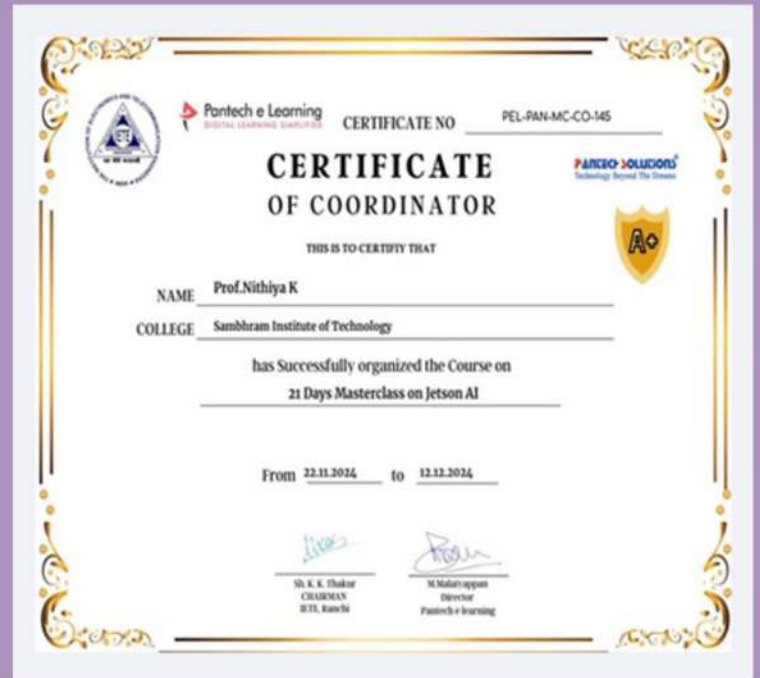 Pantech e Learning
DIGITAL LEARNING SIMPLIFIED
CERTIFICATE NO PEL-PAN-MC-CO-145
CERTIFICATE
OF COORDINATOR
PANTECH SOLUTIONS
Technology Beyond The Dreams
A+
THIS IS TO CERTIFIY THAT
NAME Prof.Nithiya K
COLLEGE Sambhram Institute of Technology
has Successfully organized the Course on
21 Days Masterclass on Jetson AI
From 22.11.2024 to 12.12.2024
Sh. K. K. Thakur
CHAIRMAN
IETE, Ranchi
M.Malaiyappan
Director
Pantech e learning